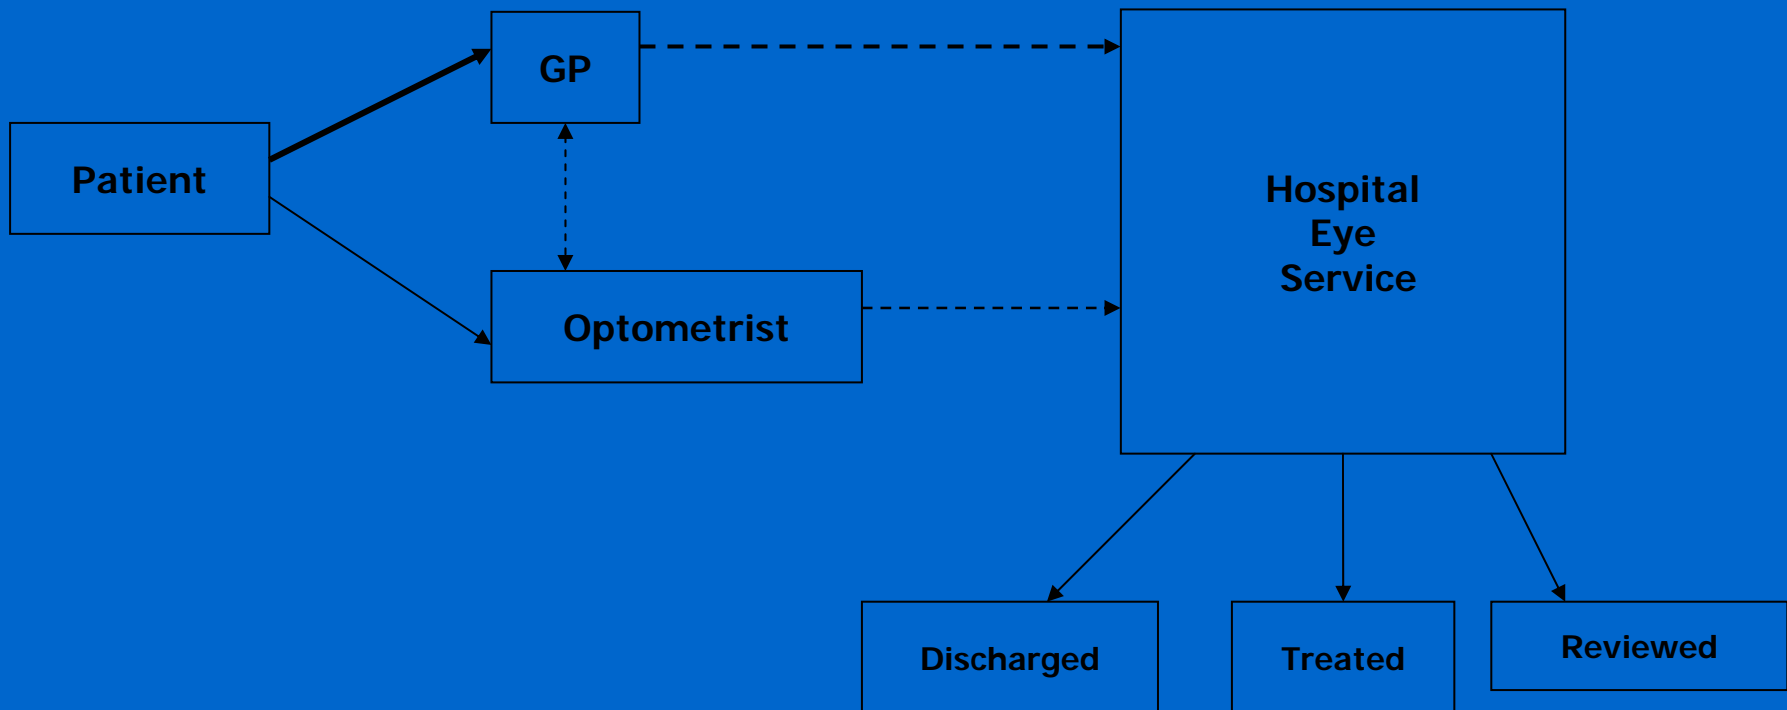 GP
Patient
Hospital
Eye
Service
Optometrist
Discharged
Treated
Reviewed